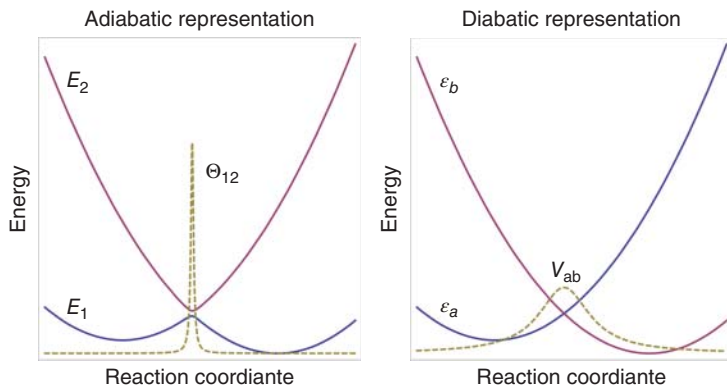 Adiabatic representation
E2
Θ12
E1
Energy
Reaction coordiante
Diabatic representation
εb
Vab
εa
Energy
Reaction coordiante